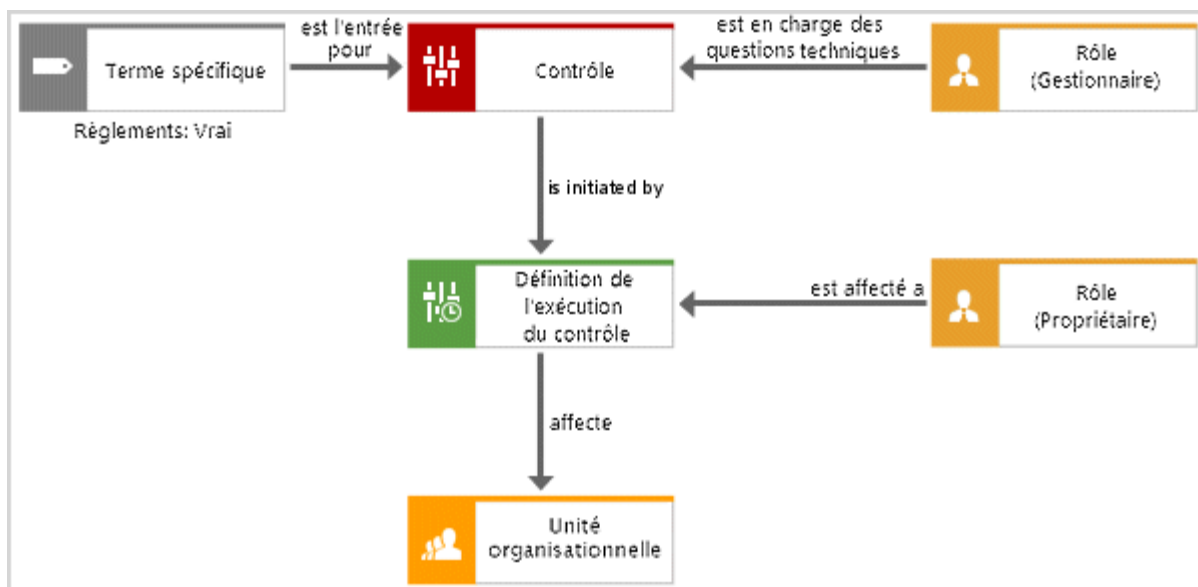 est l'entrée
pour
est en charge des
questions techniques
Terme spécifique
Contrôle
Rôle
(Gestionnaire)
Règlements: Vrai
is initiated by
Définition de
l'exécution
du contrôle
est affecté a
Rôle
(Propriétaire)
affecte
Unité
organisationnelle